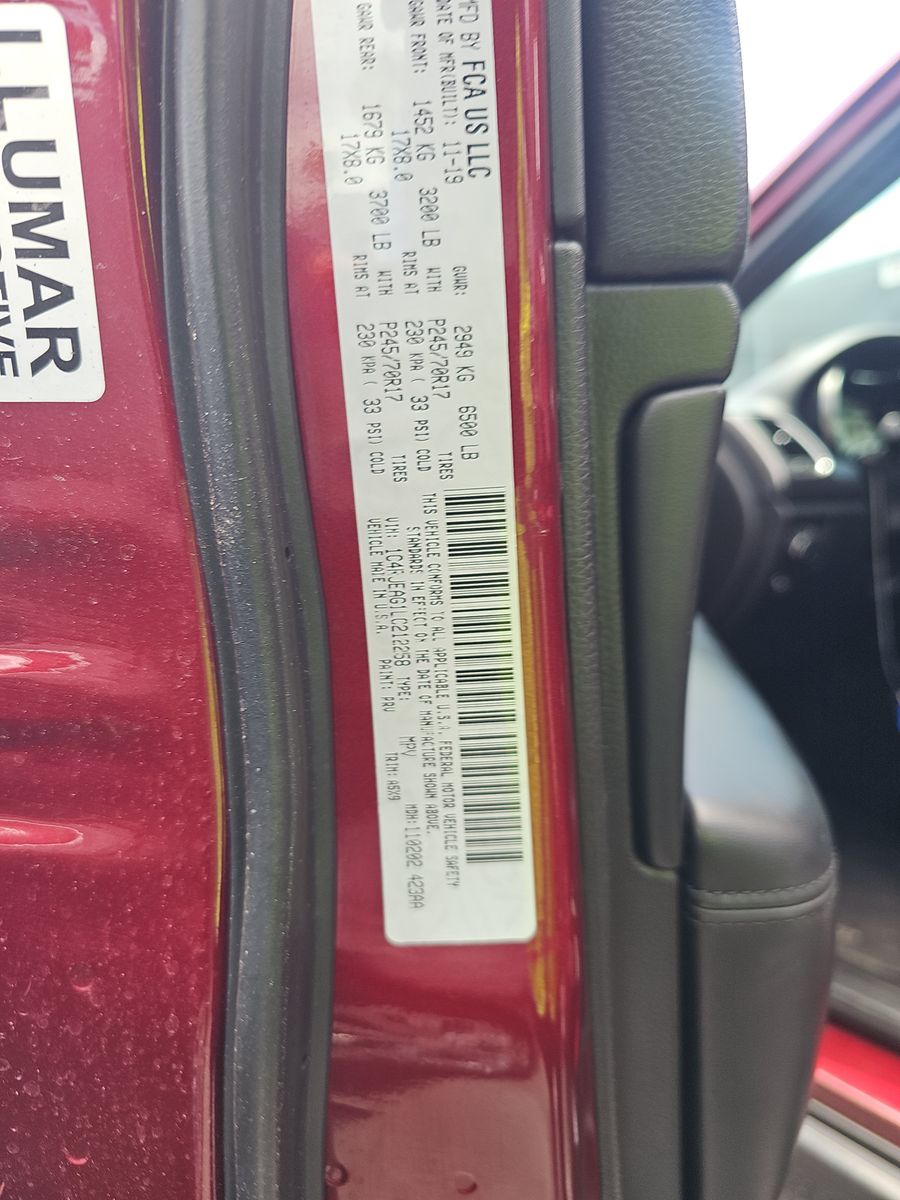 MFD BY FCA US LLC
DATE OF MFR(BUILT): 11-19 GVWR: 2949 KG 6500 LB
GAWR FRONT: 1452 KG 3200 LB WITH P245/70R17 TIRES
17X8.0 RIMS AT 230 KPA ( 33 PSI) COLD
GAWR REAR: 1679 KG 3700 LB WITH P245/70R17 TIRES
17X8.0 RIMS AT 230 KPA ( 33 PSI) COLD
THIS VEHICLE CONFORMS TO ALL APPLICABLE U.S.A. FEDERAL MOTOR VEHICLE SAFETY
STANDARDS IN EFFECT ON THE DATE OF MANUFACTURE SHOWN ABOVE.
VIN: 1C4RJEAG1LC212258 TYPE: MPV MDH:110202 423AA
VEHICLE MADE IN U.S.A. PAINT: PRV TRIM: A5X9
LLUMAR